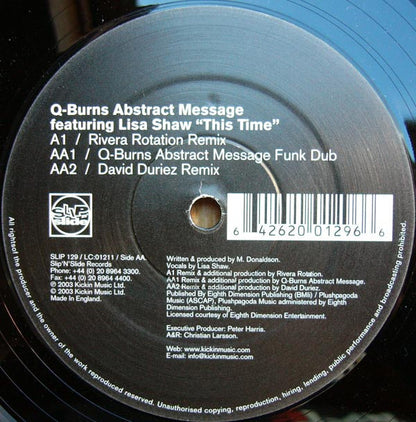 Q-Burns Abstract Message
featuring Lisa Shaw "This Time"
A1 / Rivera Rotation Remix
AA1 / Q-Burns Abstract Message Funk Dub
AA2 / David Duriez Remix
SLIP
N'
Slide
6 42620 01296 6
SLIP 129 / LC:01211 / Side AA.
Slip'N'Slide Records
Phone: +44 (0) 20 8964 3300.
Fax: +44 (0) 20 8964 4400.
℗ 2003 Kickin Music Ltd.
© 2003 Kickin Music Ltd.
Made in England.
Written & produced by M. Donaldson.
Vocals by Lisa Shaw.
A1 Remix & additional production by Rivera Rotation.
AA1 Remix & additional production by Q-Burns Abstract Message.
AA2 Remix & additional production by David Duriez.
Published By Eighth Dimension Publishing (BMI) / Plushpagoda
Music (ASCAP), Plushpagoda Music administered by Eighth
Dimension Publishing.
Licensed courtesy of Eighth Dimension Entertainment.
Executive Producer: Peter Harris.
A&R: Christian Larsson.
Web: www.kickinmusic.com
E-mail: info@kickinmusic.com
All rights of the producer and of the owner of the work reproduced reserved. Unauthorised copying, reproduction, hiring, lending, public performance and broadcasting prohibited.